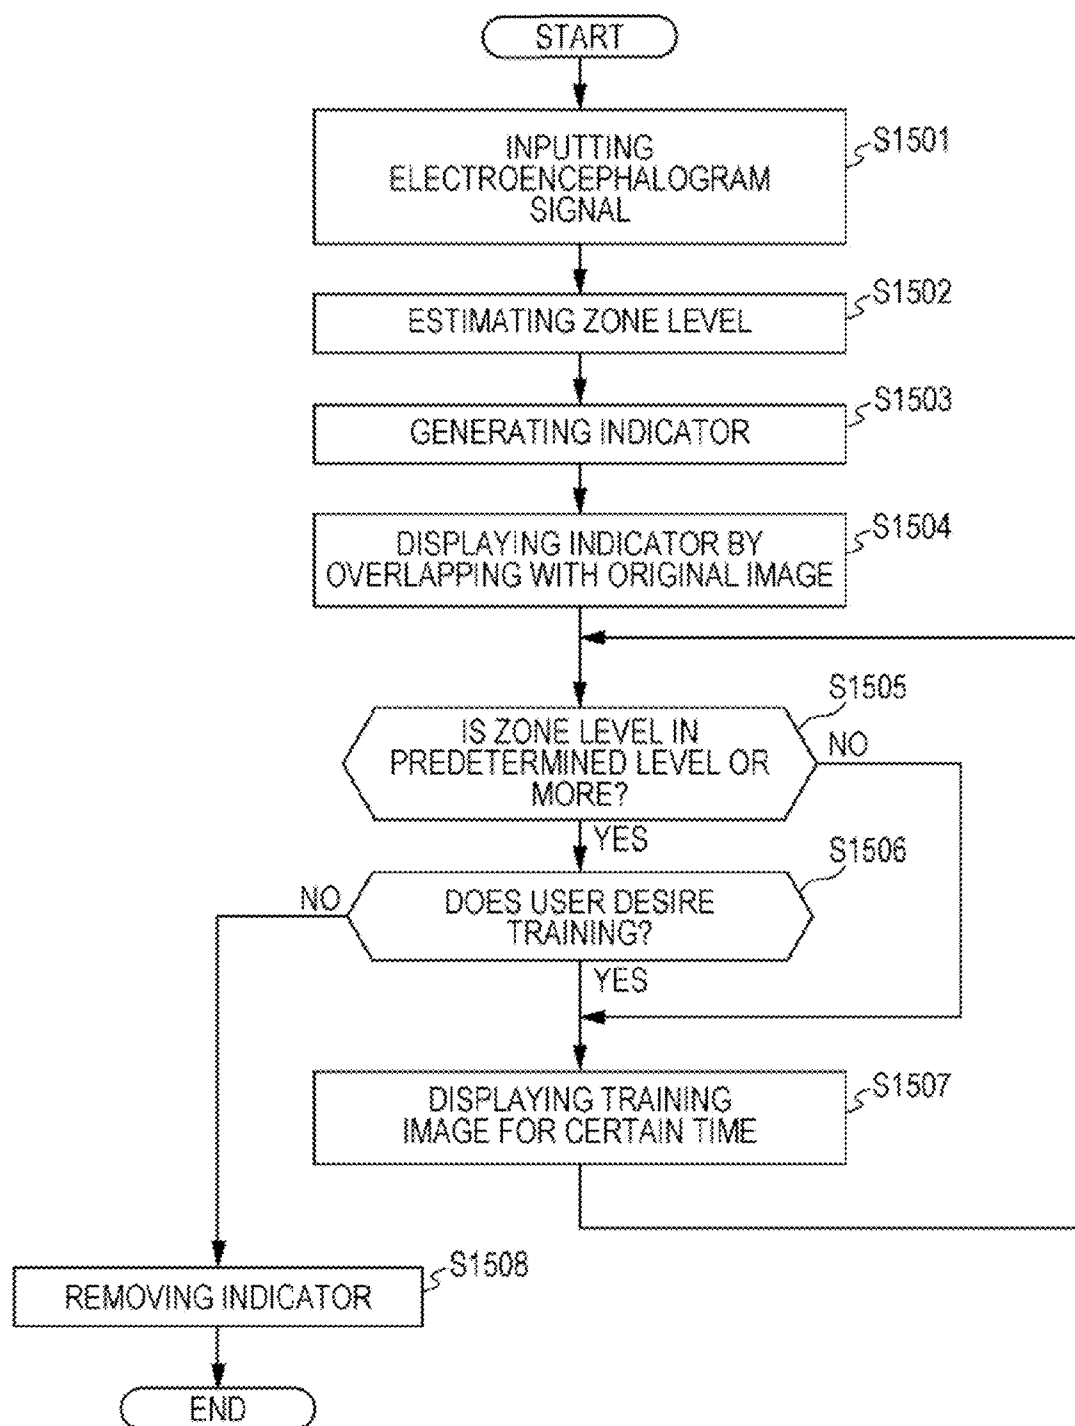 START
INPUTTING
ELECTROENCEPHALOGRAM
SIGNAL
S1501
ESTIMATING ZONE LEVEL
S1502
GENERATING INDICATOR
S1503
DISPLAYING INDICATOR BY
OVERLAPPING WITH ORIGINAL IMAGE
S1504
IS ZONE LEVEL IN
PREDETERMINED LEVEL OR
MORE?
S1505
NO
YES
DOES USER DESIRE
TRAINING?
S1506
NO
YES
DISPLAYING TRAINING
IMAGE FOR CERTAIN TIME
S1507
REMOVING INDICATOR
S1508
END